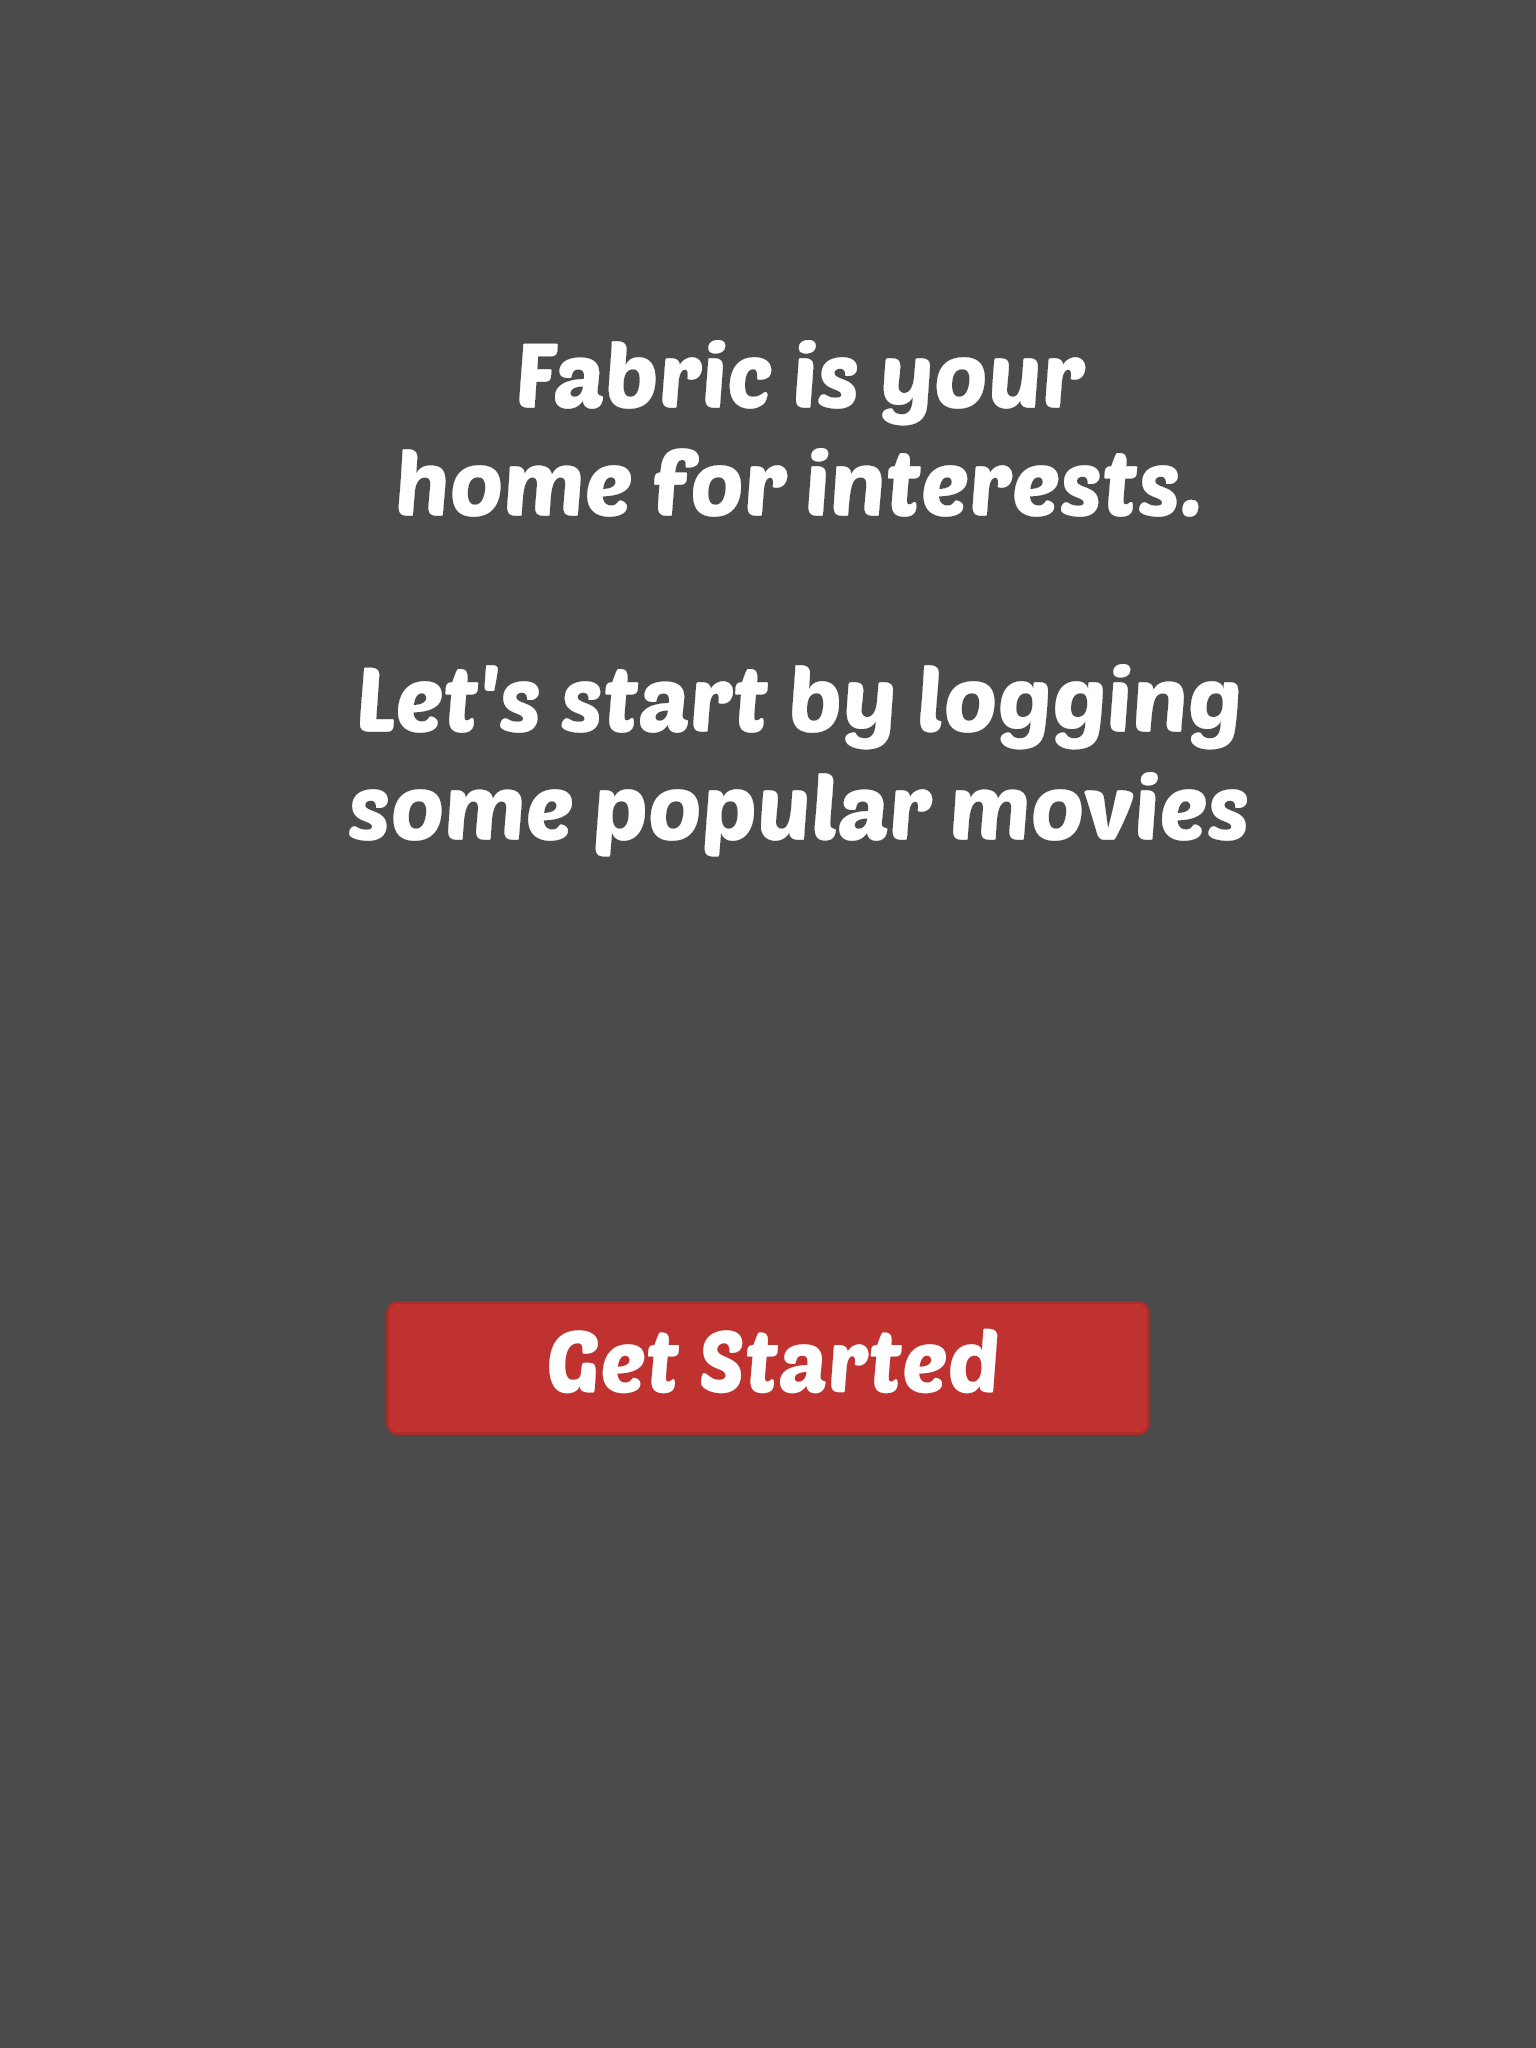 Fabric is your
home for interests.
Let's start by logging
some popular movies
Get Started